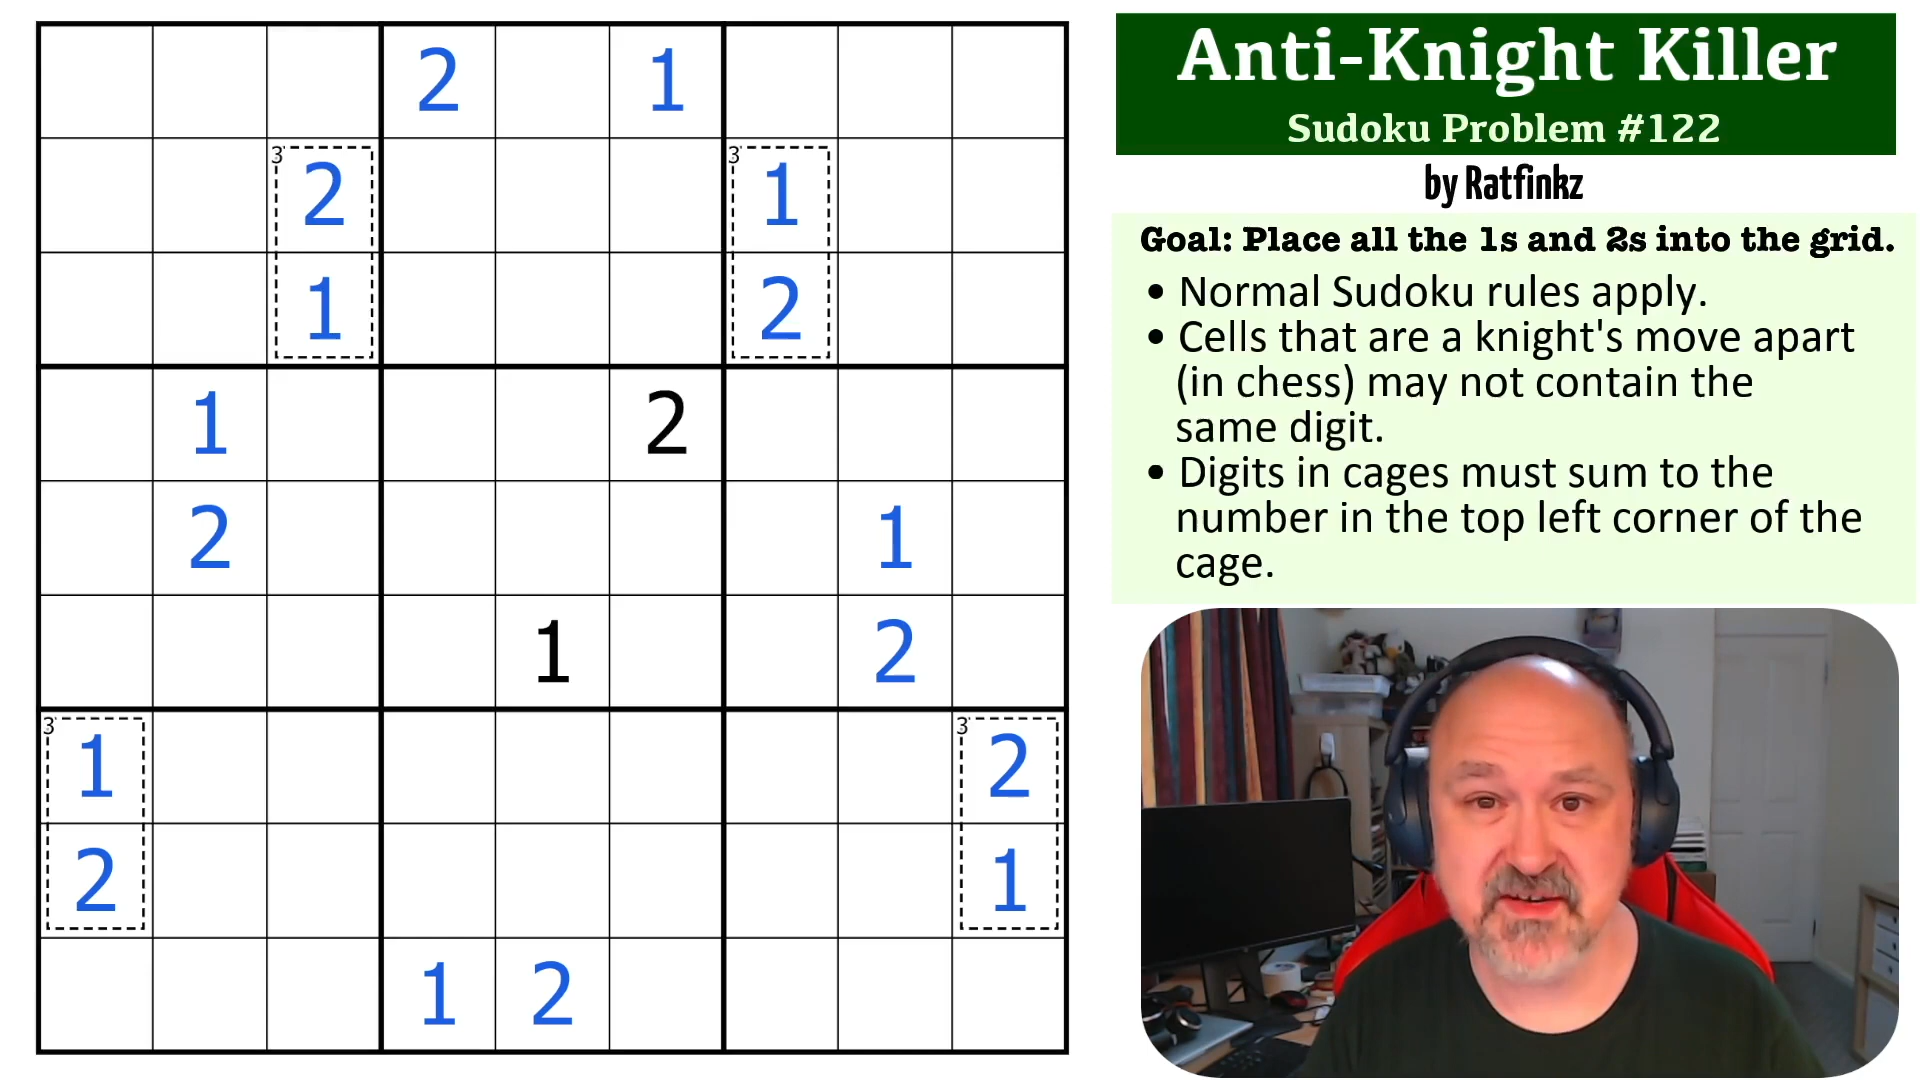 Anti-Knight Killer
Sudoku Problem #122
by Ratfinkz
Goal: Place all the 1s and 2s into the grid.
• Normal Sudoku rules apply.
• Cells that are a knight's move apart
(in chess) may not contain the
same digit.
• Digits in cages must sum to the
number in the top left corner of the
cage.
2 1
3 2 3 1
1 2
1 2
2 1
1 2
3 1 3 2
2 1
1 2